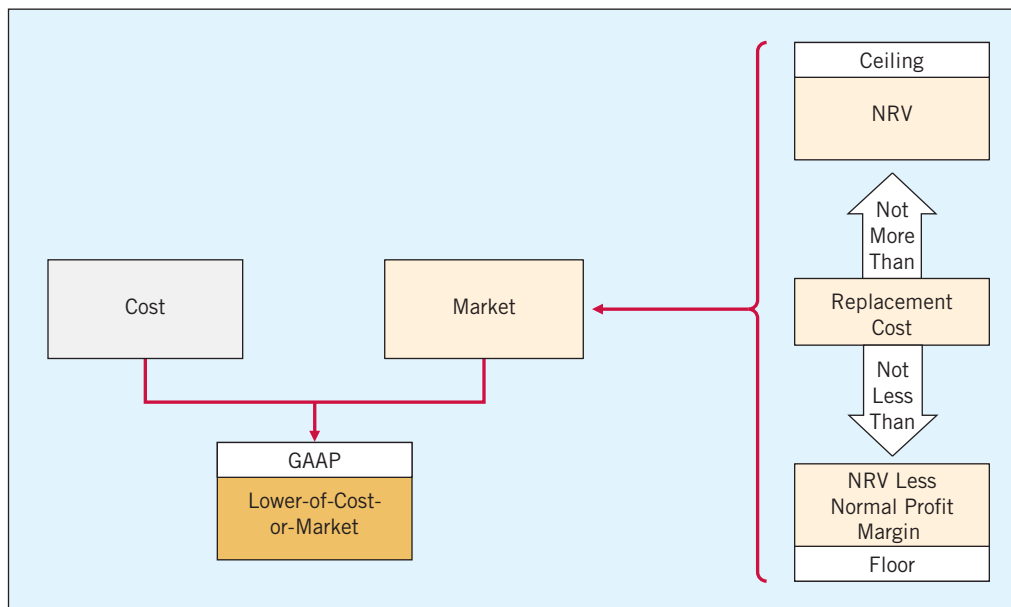 Ceiling
NRV
Not
More
Than
Cost
Market
Replacement
Cost
Not
Less
Than
GAAP
Lower-of-Cost-
or-Market
NRV Less
Normal Profit
Margin
Floor